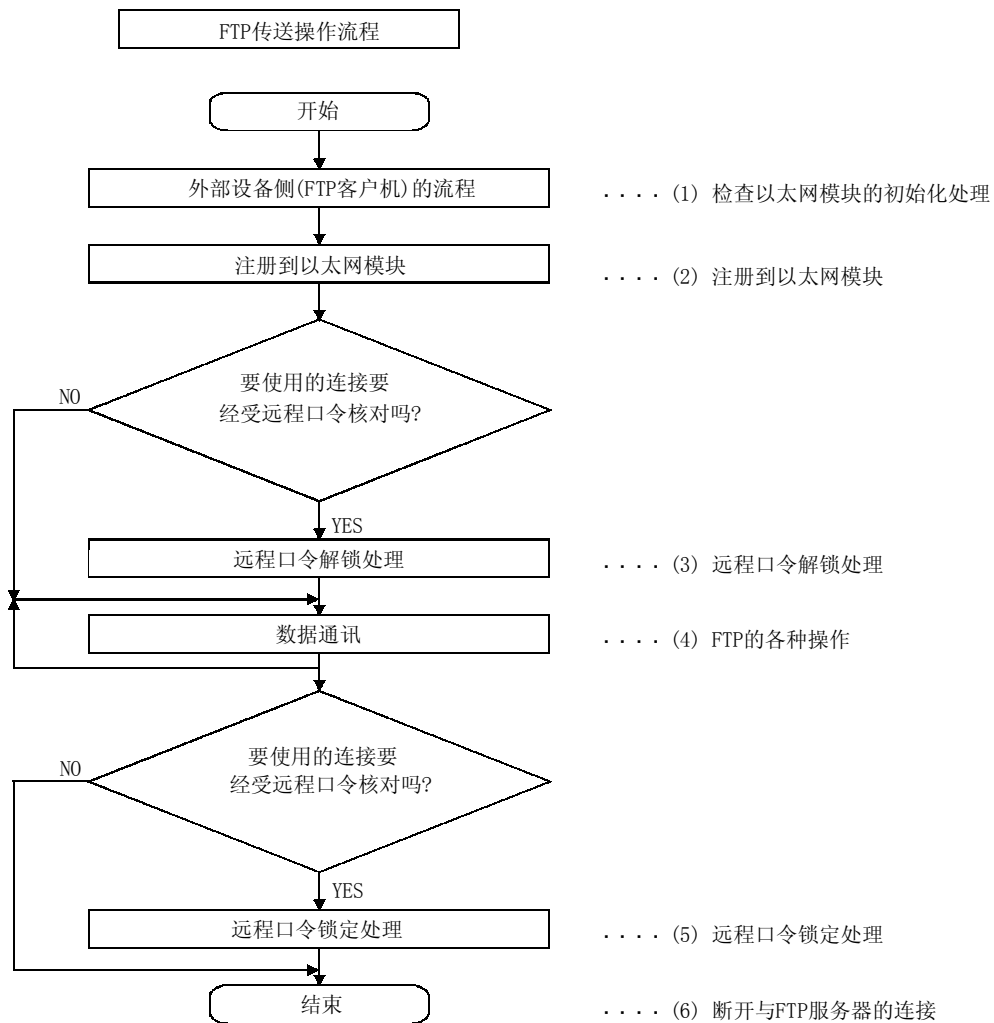 FTP传送操作流程
开始
外部设备侧(FTP客户机)的流程
····(1) 检查以太网模块的初始化处理
注册到以太网模块
····(2) 注册到以太网模块
要使用的连接要
经受远程口令核对吗?
NO
YES
远程口令解锁处理
····(3) 远程口令解锁处理
数据通讯
····(4) FTP的各种操作
要使用的连接要
经受远程口令核对吗?
NO
YES
远程口令锁定处理
····(5) 远程口令锁定处理
结束
····(6) 断开与FTP服务器的连接